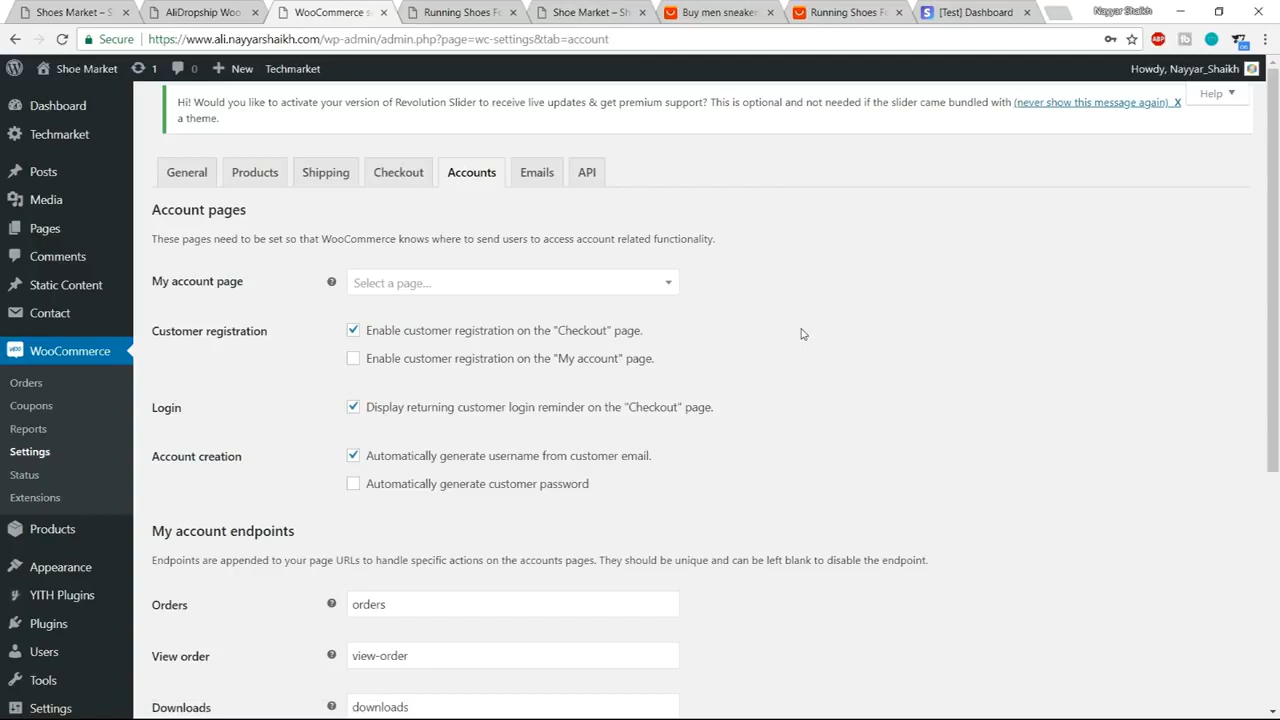 Shoes Market – S
AliDropship Woo
WooCommerce s
Running Shoes F
Shoe Market – Sh
Buy men sneaker
Running Shoes Fo
[Test] Dashboard
Nayyar Shaikh
Secure
https://www.ali.nayyarshaikh.com/wp-admin/admin.php?page=wc-settings&tab=account
ABP
Shoe Market
1
0
New
Techmarket
Howdy, Nayyar_Shaikh
Dashboard
Techmarket
Posts
Media
Pages
Comments
Static Content
Contact
WooCommerce
Orders
Coupons
Reports
Settings
Status
Extensions
Products
Appearance
YITH Plugins
Plugins
Users
Tools
Settings
Hi! Would you like to activate your version of Revolution Slider to receive live updates & get premium support? This is optional and not needed if the slider came bundled with
a theme.
(never show this message again) X
Help
General
Products
Shipping
Checkout
Accounts
Emails
API
Account pages
These pages need to be set so that WooCommerce knows where to send users to access account related functionality.
My account page
Select a page...
Customer registration
Enable customer registration on the "Checkout" page.
Enable customer registration on the "My account" page.
Login
Display returning customer login reminder on the "Checkout" page.
Account creation
Automatically generate username from customer email.
Automatically generate customer password
My account endpoints
Endpoints are appended to your page URLs to handle specific actions on the accounts pages. They should be unique and can be left blank to disable the endpoint.
Orders
orders
View order
view-order
Downloads
downloads